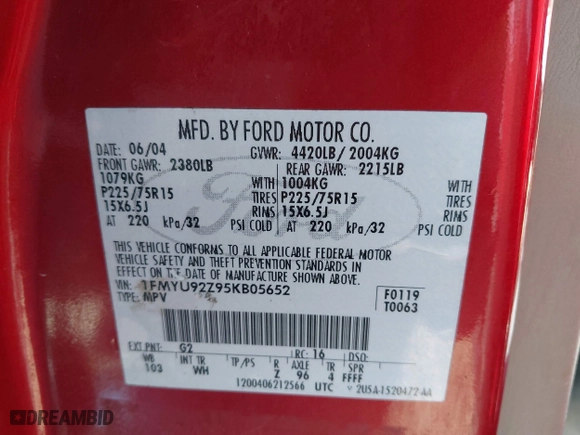 MFD. BY FORD MOTOR CO.
DATE: 06/04 GVWR: 4420LB/ 2004KG
FRONT GAWR: 2380LB REAR GAWR: 2215LB
1079KG WITH 1004KG WITH
P225/75R15 TIRES P225/75R15 TIRES
15X6.5J RIMS 15X6.5J RIMS
AT 220 kPa/32 PSI COLD AT 220 kPa/32 PSI COLD
THIS VEHICLE CONFORMS TO ALL APPLICABLE FEDERAL MOTOR
VEHICLE SAFETY AND THEFT PREVENTION STANDARDS IN
EFFECT ON THE DATE OF MANUFACTURE SHOWN ABOVE.
VIN: 1FMYU92Z95KB05652 F0119
TYPE: MPV T0063
EXT PNT: G2 RC: 16 DSO:
WB INT TR TP/PS R AXLE TR SPR
103 WH Z 96 4 FFFF
1200406212566 UTC 2U5A-1520472-AA
Ford
DREAMBID